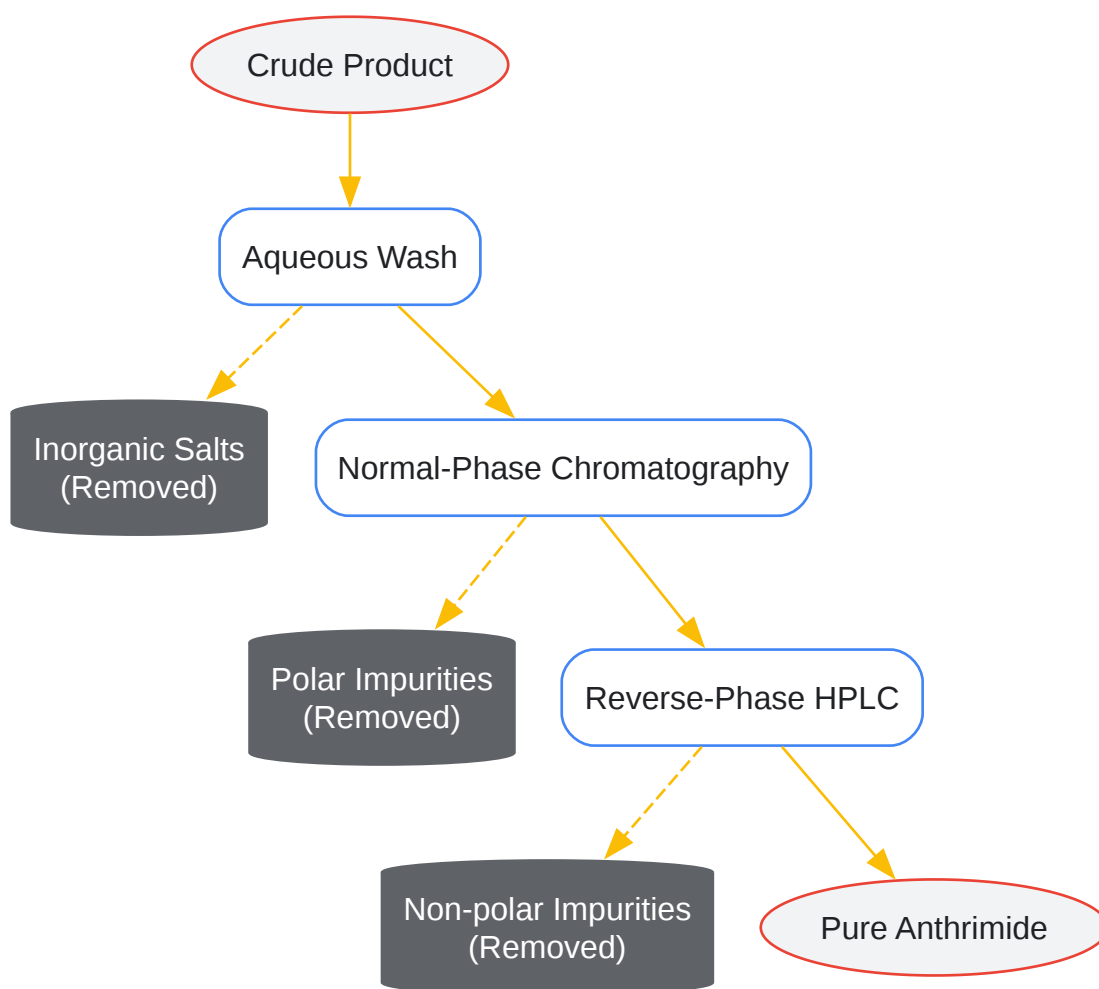 Crude Product
Aqueous Wash
Inorganic Salts
(Removed)
Normal-Phase Chromatography
Polar Impurities
(Removed)
Reverse-Phase HPLC
Non-polar Impurities
(Removed)
Pure Anthrimide